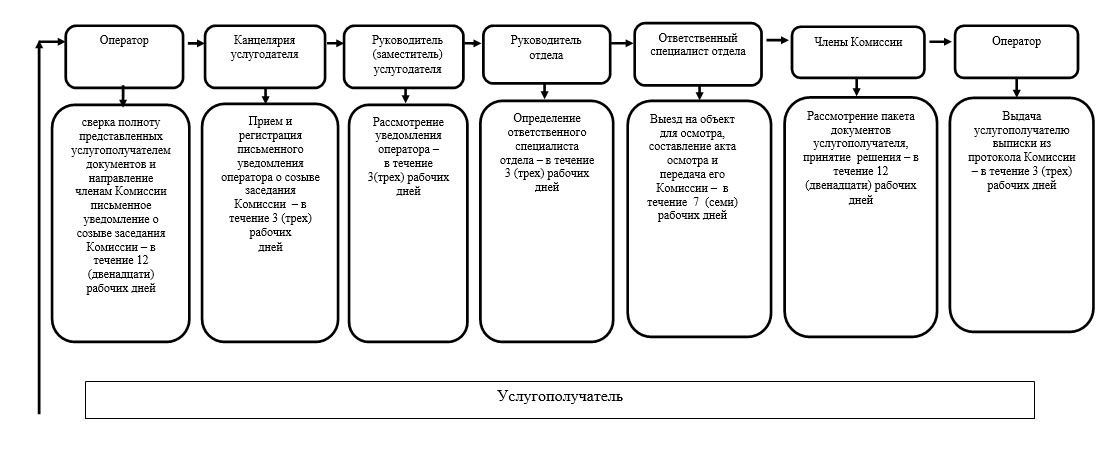 Оператор
Канцелярия
услугодателя
Руководитель
(заместитель)
услугодателя
Руководитель
отдела
Ответственный
специалист отдела
Члены Комиссии
Оператор
сверка полноту
представленных
услугополучателем
документов и
направление
членам Комиссии
письменное
уведомление о
созыве заседания
Комиссии – в
течение 12
(двенадцати)
рабочих дней
Прием и
регистрация
письменного
уведомления
оператора о созыве
заседания
Комиссии – в
течение 3 (трех)
рабочих
дней
Рассмотрение
уведомления
оператора –
в течение
3(трех) рабочих
дней
Определение
ответственного
специалиста
отдела – в течение
3 (трех) рабочих
дней
Выезд на объект
для осмотра,
составление акта
осмотра и
передача его
Комиссии – в
течение 7 (семи)
рабочих дней
Рассмотрение пакета
документов
услугополучателя,
принятие решения – в
течение 12
(двенадцати) рабочих
дней
Выдача
услугополучателю
выписки из
протокола Комиссии
– в течение 3 (трех)
рабочих дней
Услугополучатель